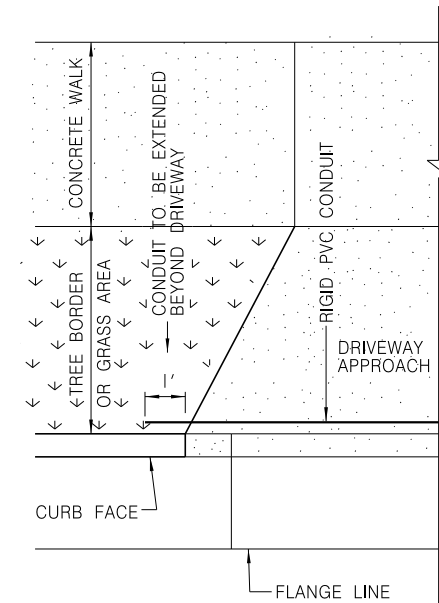 CONCRETE WALK
TREE BORDER
OR GRASS AREA
CONDUIT TO BE EXTENDED
BEYOND DRIVEWAY
1'
RIGID PVC CONDUIT
DRIVEWAY
APPROACH
CURB FACE
FLANGE LINE